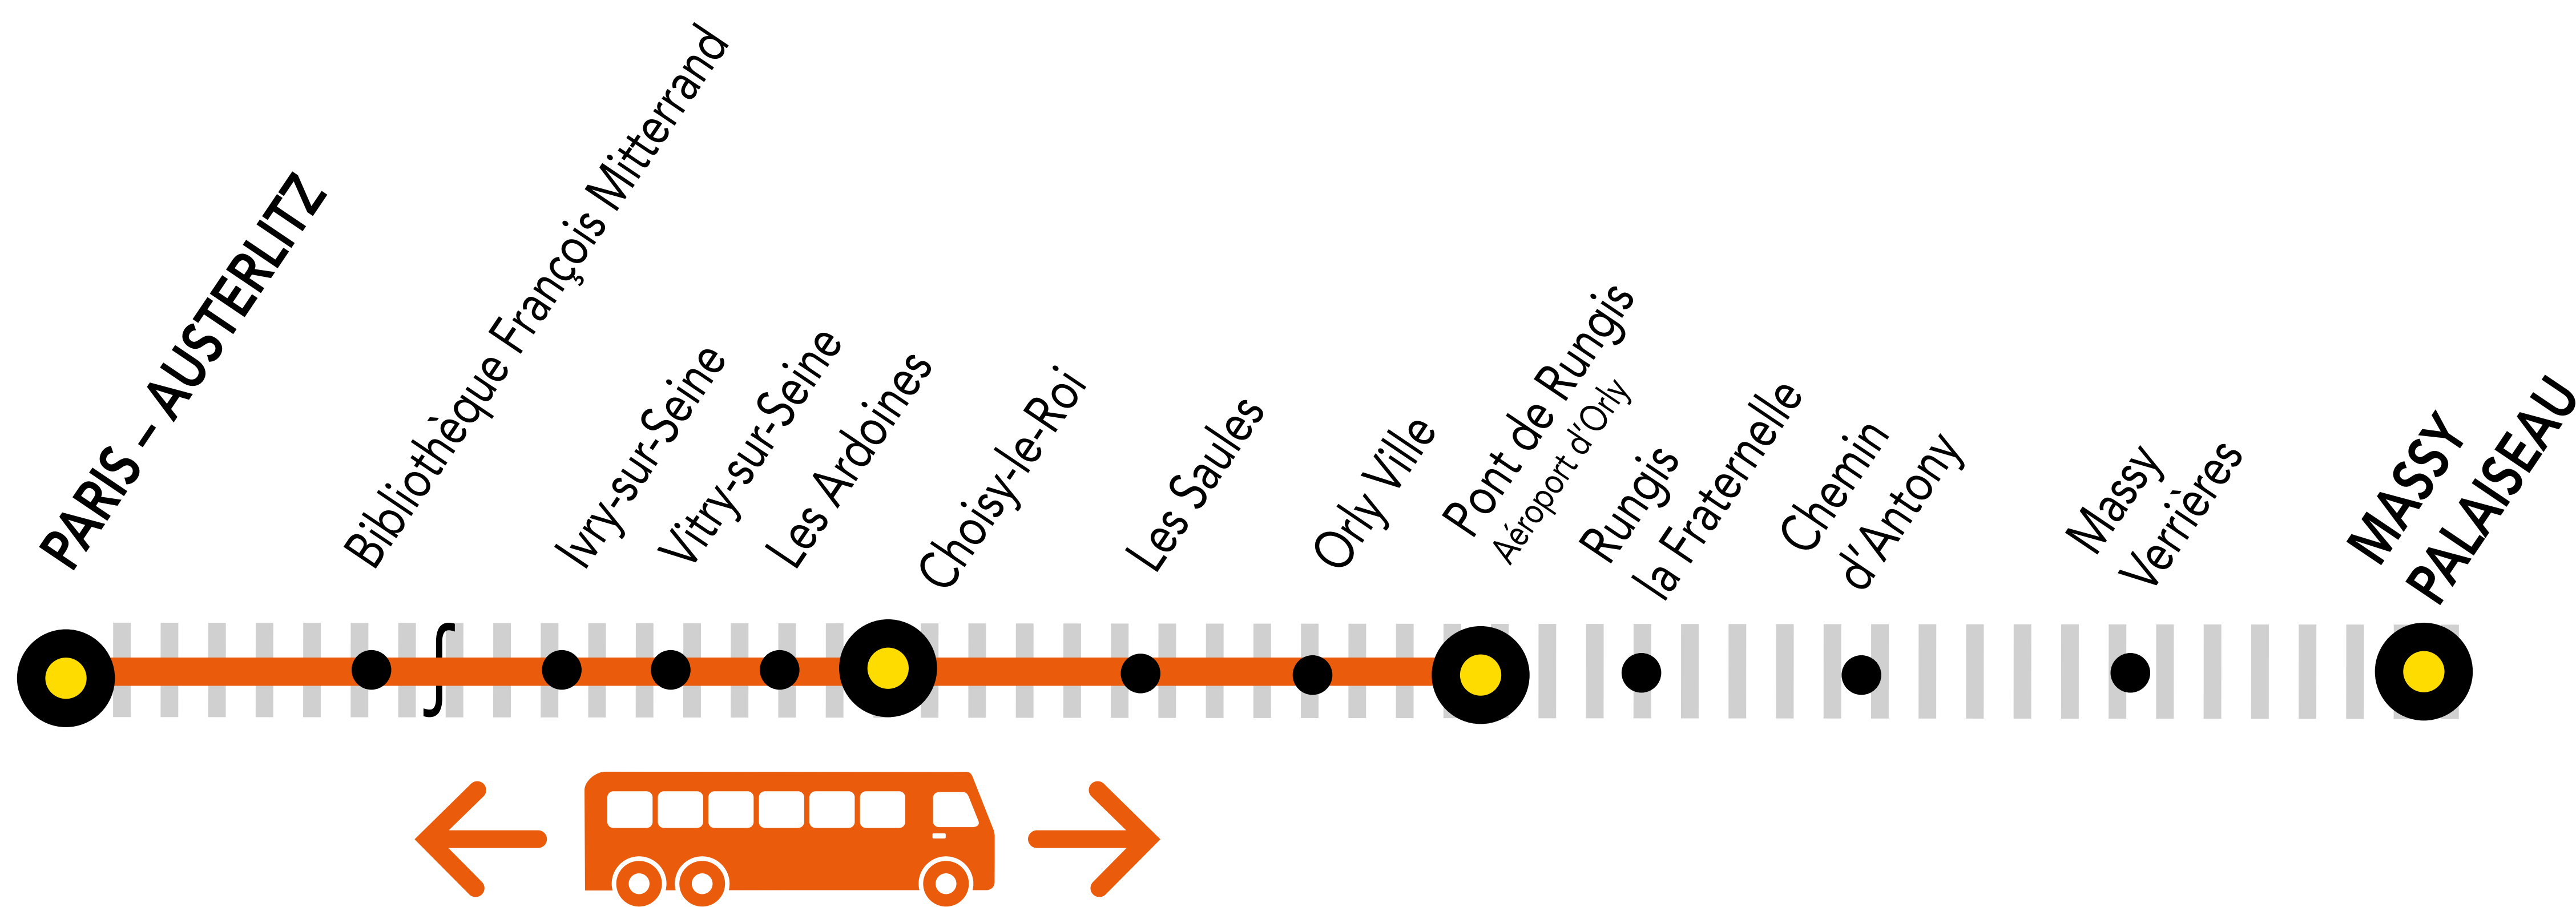 PARIS – AUSTERLITZ
Bibliothèque François Mitterrand
Ivry-sur-Seine
Vitry-sur-Seine
Les Ardoines
Choisy-le-Roi
Les Saules
Orly Ville
Pont de Rungis
Aéroport d'Orly
Rungis
la Fraternelle
Chemin
d'Antony
Massy
Verrières
MASSY
PALAISEAU